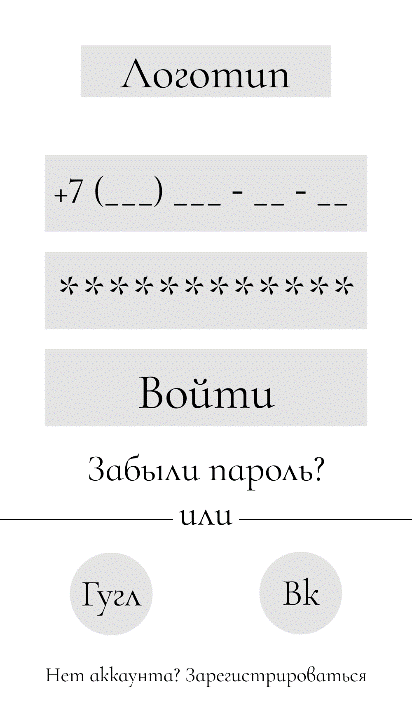 Логотип
+7 (___) ___ - __ - __
************
Войти
Забыли пароль?
или
Гугл Вк
Нет аккаунта? Зарегистрироваться